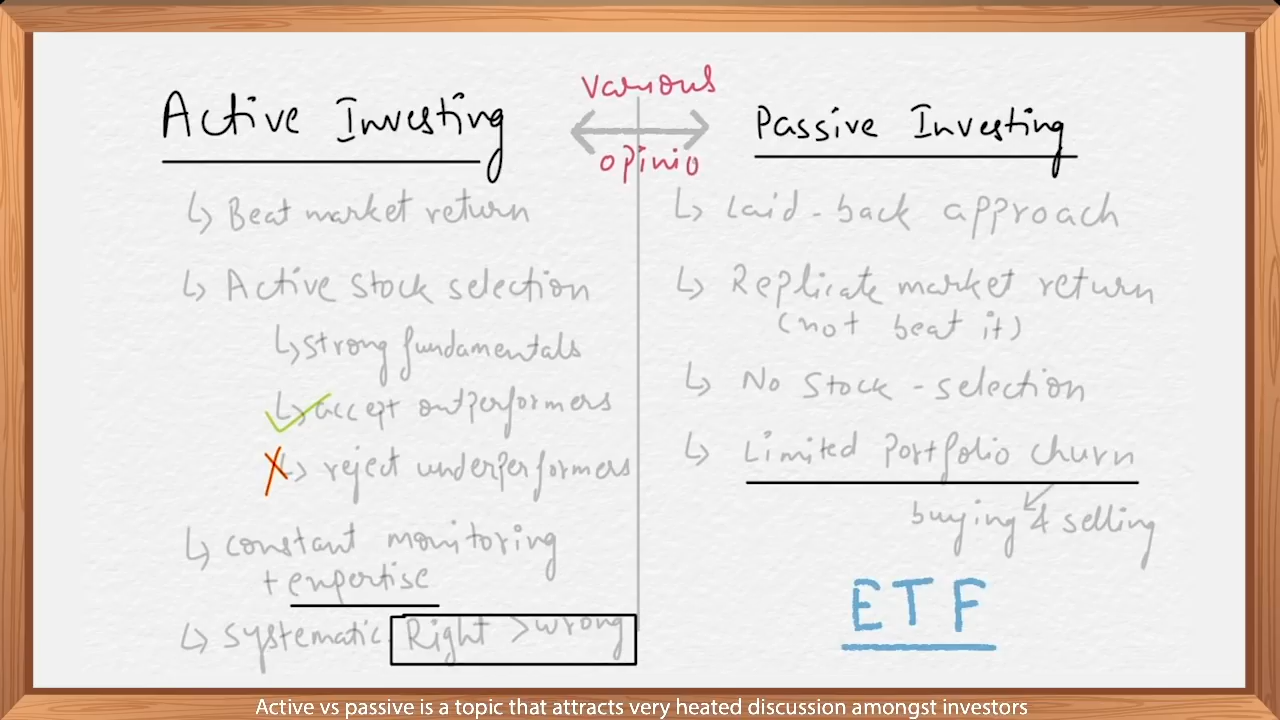 Active Investing
↳ Beat market return
↳ Active stock selection
↳ strong fundamentals
↳ accept outperformers
↳ reject underperformers
↳ constant monitoring
+ expertise
↳ systematic. Right > wrong
various
opinio
Passive Investing
↳ Laid-back approach
↳ Replicate market return
(not beat it)
↳ No stock-selection
↳ Limited Portfolio churn
buying & selling
ETF
Active vs passive is a topic that attracts very heated discussion amongst investors